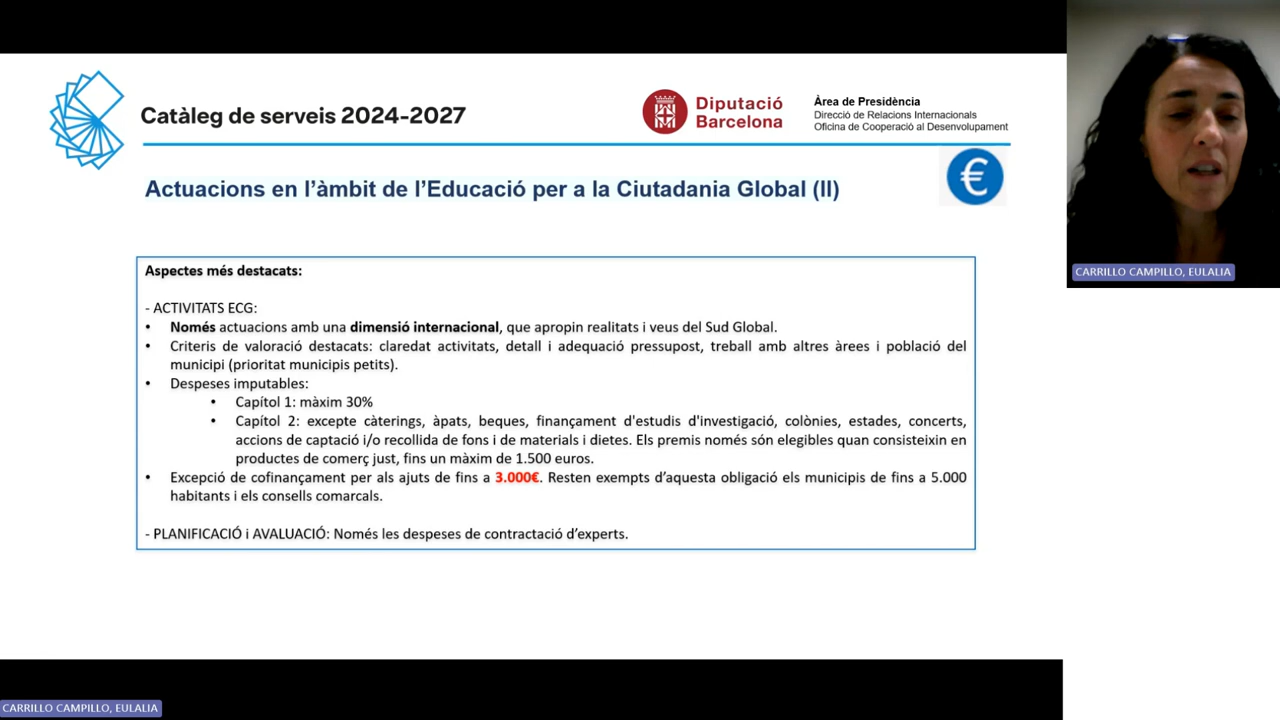 Catàleg de serveis 2024-2027
Diputació
Barcelona
Àrea de Presidència
Direcció de Relacions Internacionals
Oficina de Cooperació al Desenvolupament
Actuacions en l'àmbit de l'Educació per a la Ciutadania Global (II)
€
Aspectes més destacats:
- ACTIVITATS ECG:
• Només actuacions amb una dimensió internacional, que apropin realitats i veus del Sud Global.
• Criteris de valoració destacats: claredat activitats, detall i adequació pressupost, treball amb altres àrees i població del
municipi (prioritat municipis petits).
• Despeses imputables:
• Capítol 1: màxim 30%
• Capítol 2: excepte càterings, àpats, beques, finançament d'estudis d'investigació, colònies, estades, concerts,
accions de captació i/o recollida de fons i de materials i dietes. Els premis només són elegibles quan consisteixin en
productes de comerç just, fins un màxim de 1.500 euros.
• Excepció de cofinançament per als ajuts de fins a 3.000€. Resten exempts d'aquesta obligació els municipis de fins a 5.000
habitants i els consells comarcals.
- PLANIFICACIÓ i AVALUACIÓ: Només les despeses de contractació d'experts.
CARRILLO CAMPILLO, EULALIA
CARRILLO CAMPILLO, EULALIA